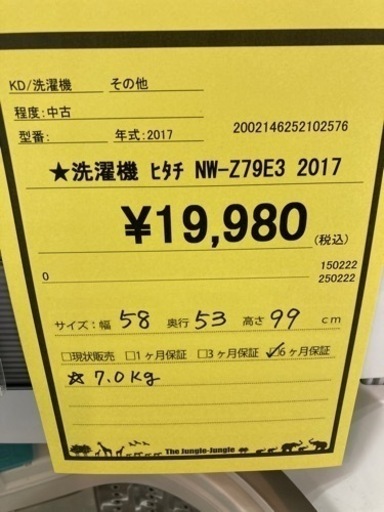 KD/洗濯機 その他
程度:中古
型番: 年式:2017 2002146252102576
★洗濯機 ﾋﾀﾁ NW-Z79E3 2017
¥19,980(税込)
0 150222
250222
サイズ:幅 58 奥行 53 高さ 99 cm
□現状販売 □1ヶ月保証 □3ヶ月保証 ☑6ヶ月保証
☆7.0Kg
The Jungle-Jungle